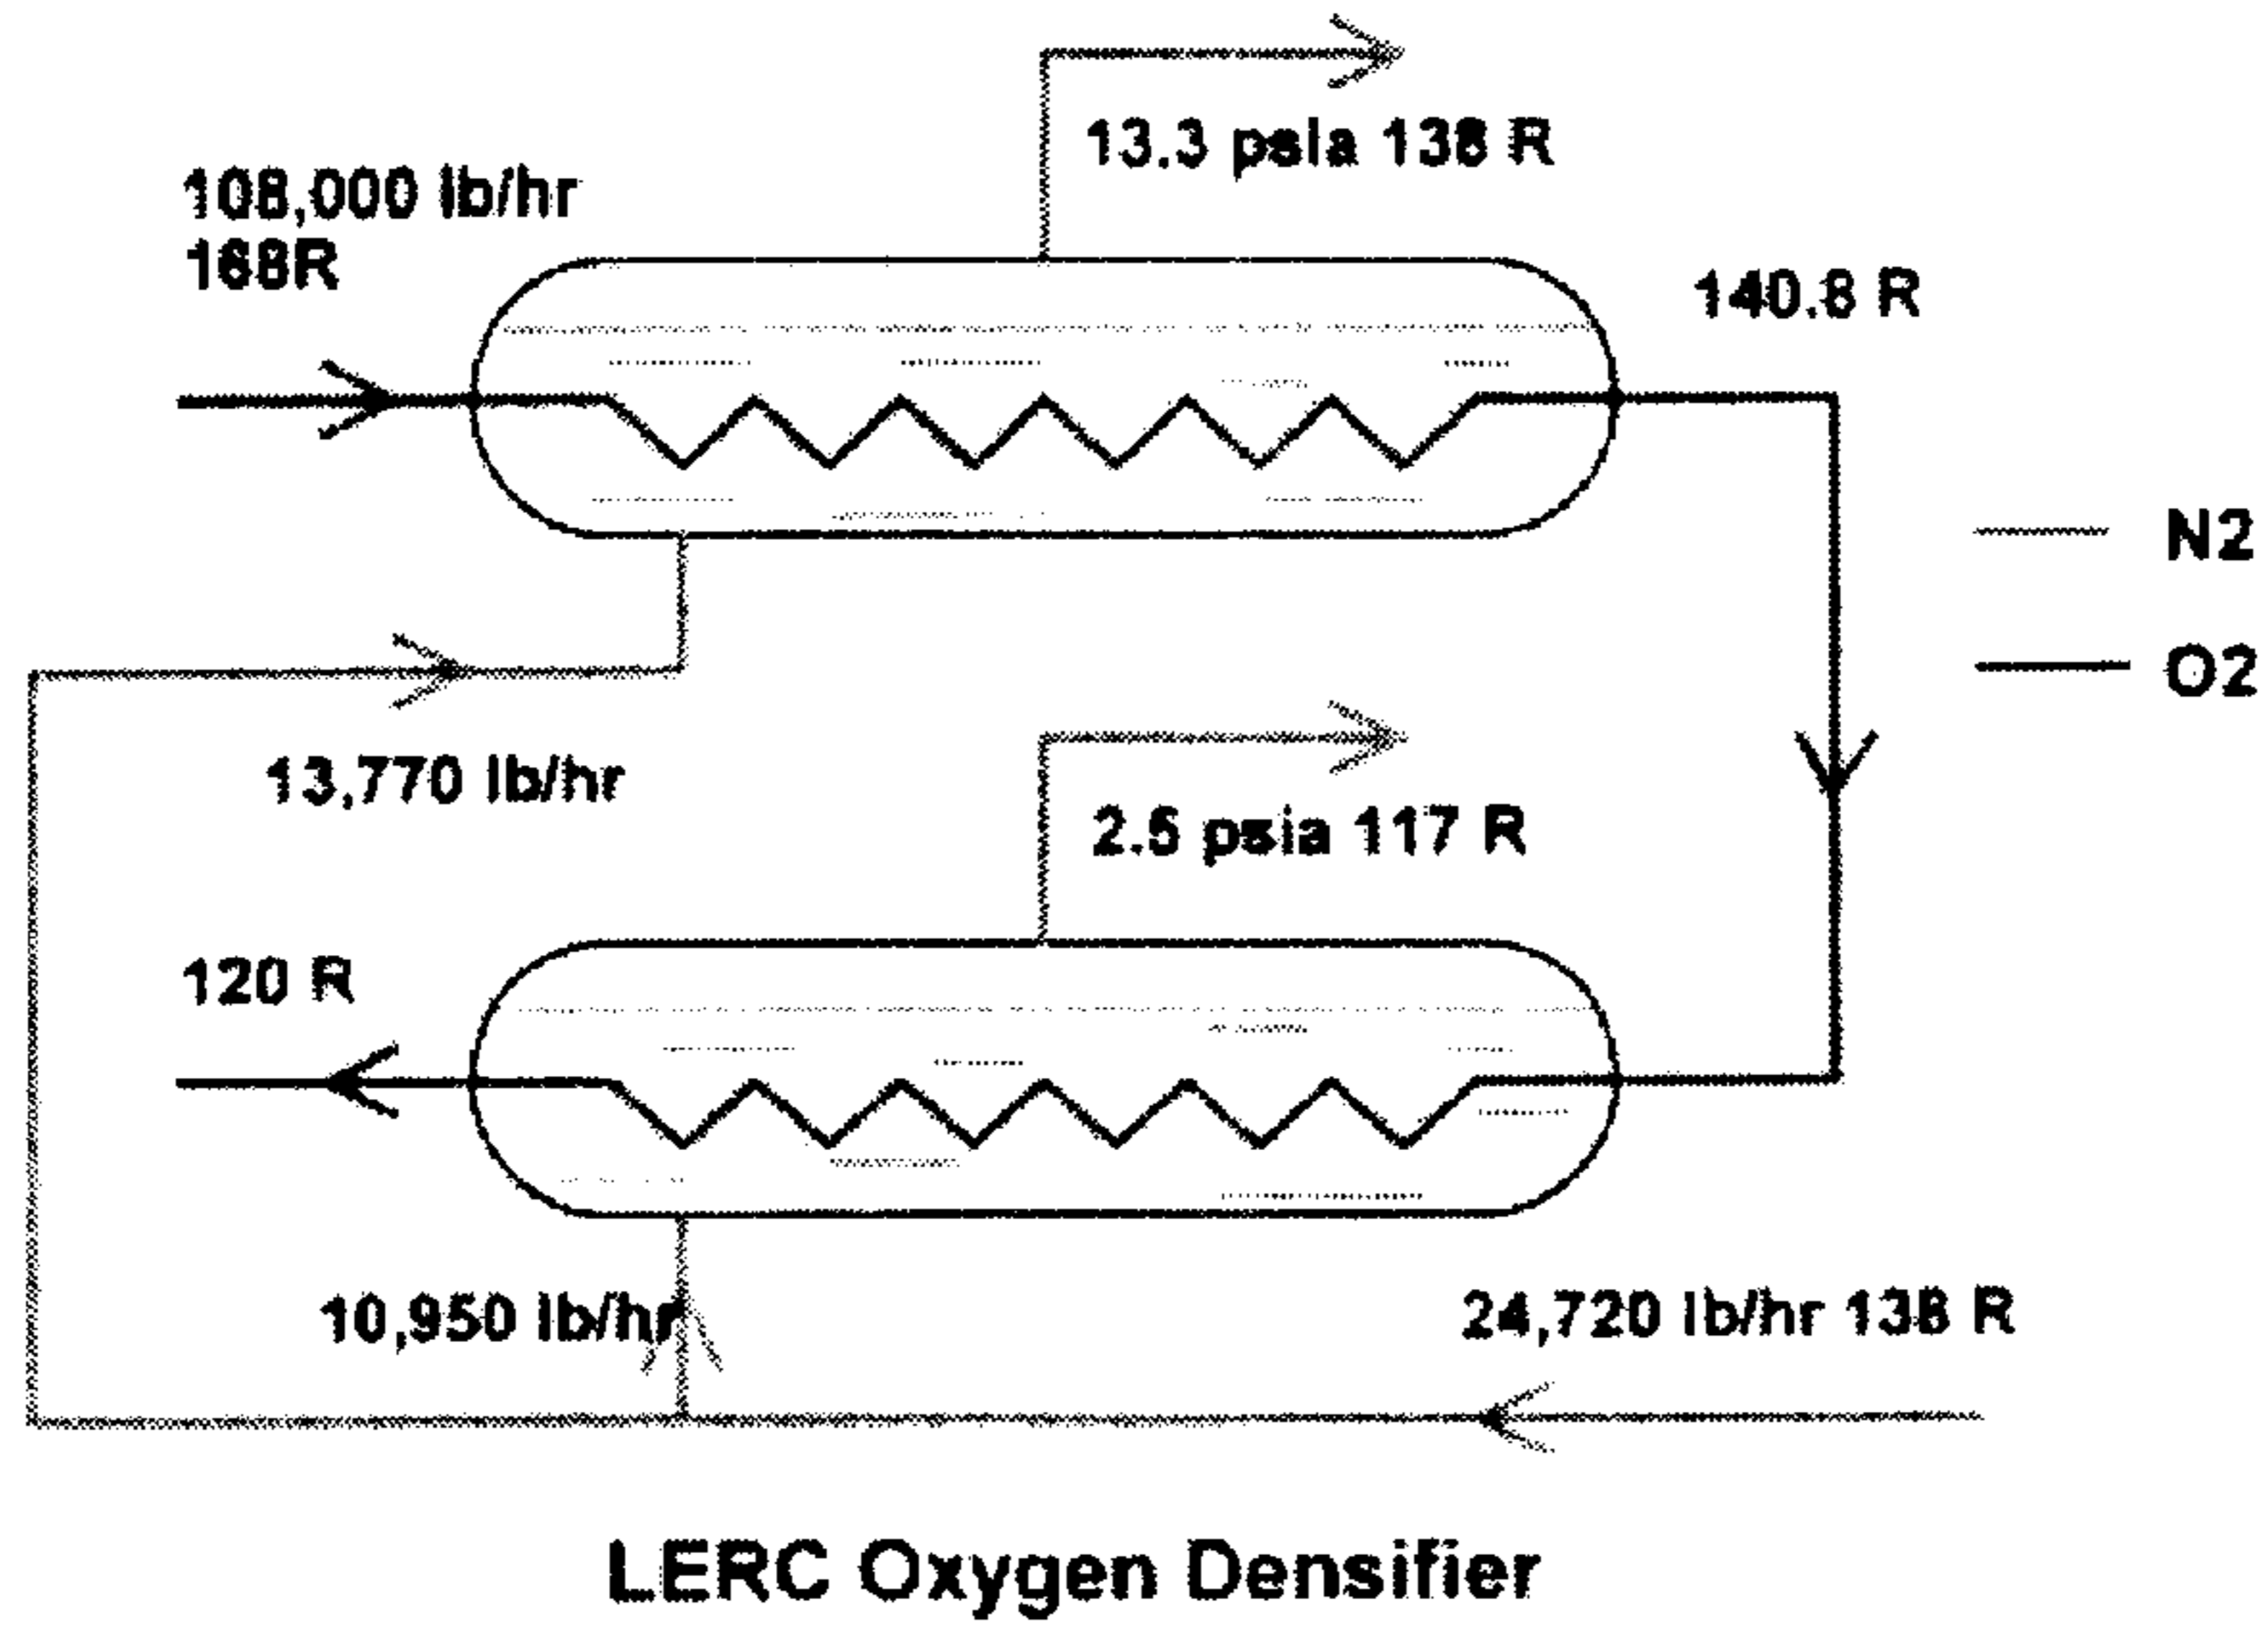 13.3 psia 138 R
108,000 lb/hr
168R
140.8 R
N2
O2
13,770 lb/hr
2.5 psia 117 R
120 R
10,950 lb/hr
24,720 lb/hr 138 R
LERC Oxygen Densifier